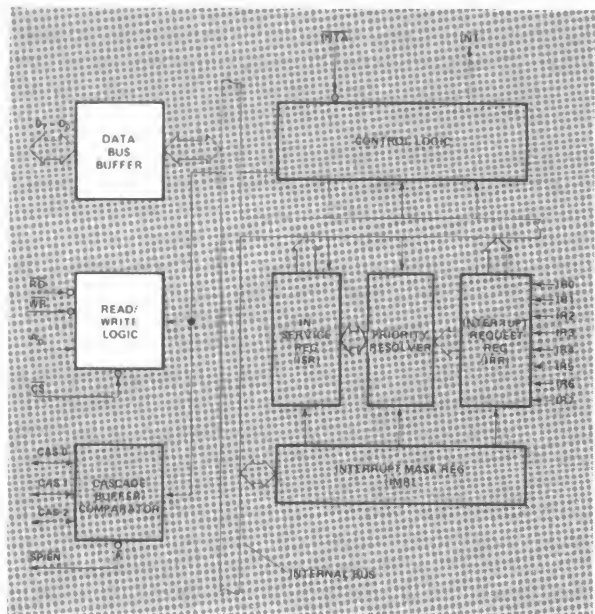 INTA
INT
D7 - D0
DATA
BUS
BUFFER
CONTROL LOGIC
RD
WR
A0
CS
READ/
WRITE
LOGIC
IN
SERVICE
REG
(ISR)
PRIORITY
RESOLVER
INTERRUPT
REQUEST
REG
(IRR)
IR0
IR1
IR2
IR3
IR4
IR5
IR6
IR7
CAS 0
CAS 1
CAS 2
SP/EN
CASCADE
BUFFER/
COMPARATOR
INTERRUPT MASK REG
(IMR)
INTERNAL BUS